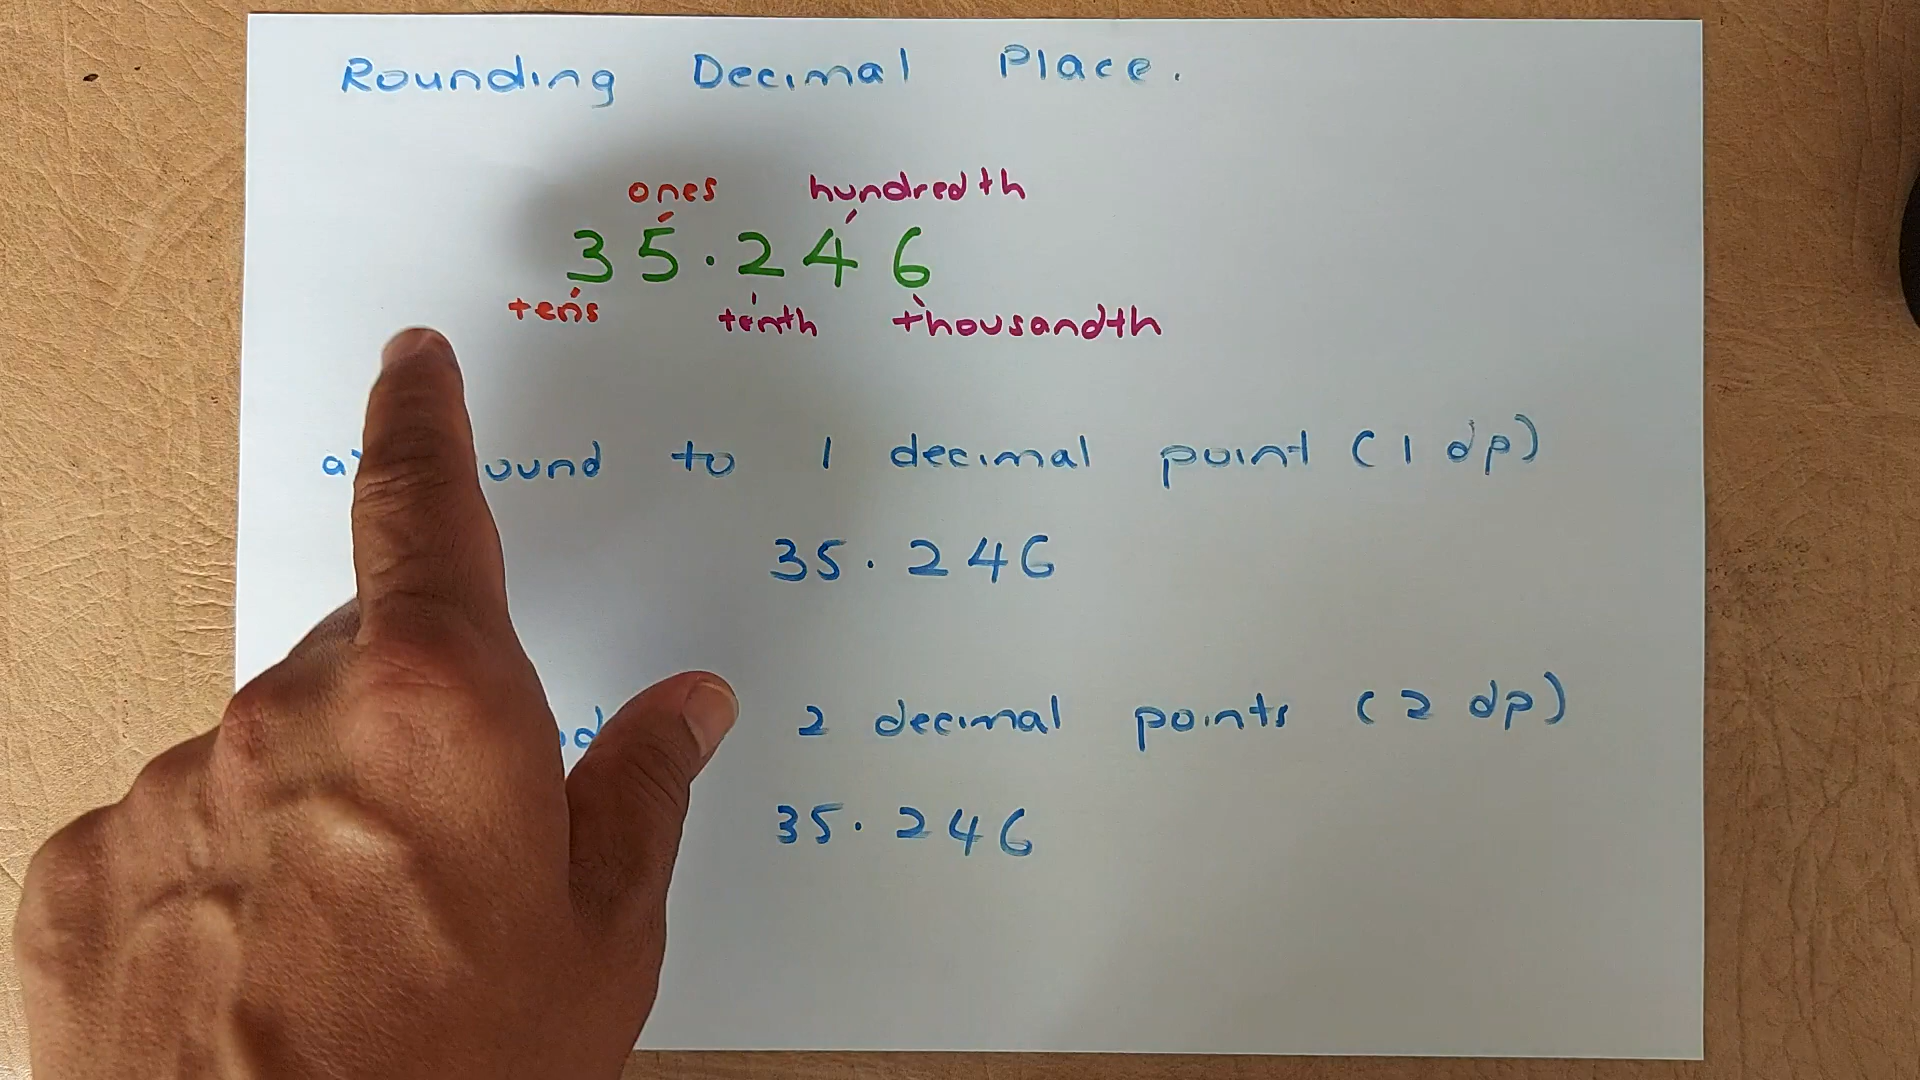 Rounding Decimal Place.
ones hundredth
35.246
tens tenth thousandth
to 1 decimal point (1 dp)
35.246
2 decimal points (2 dp)
35.246